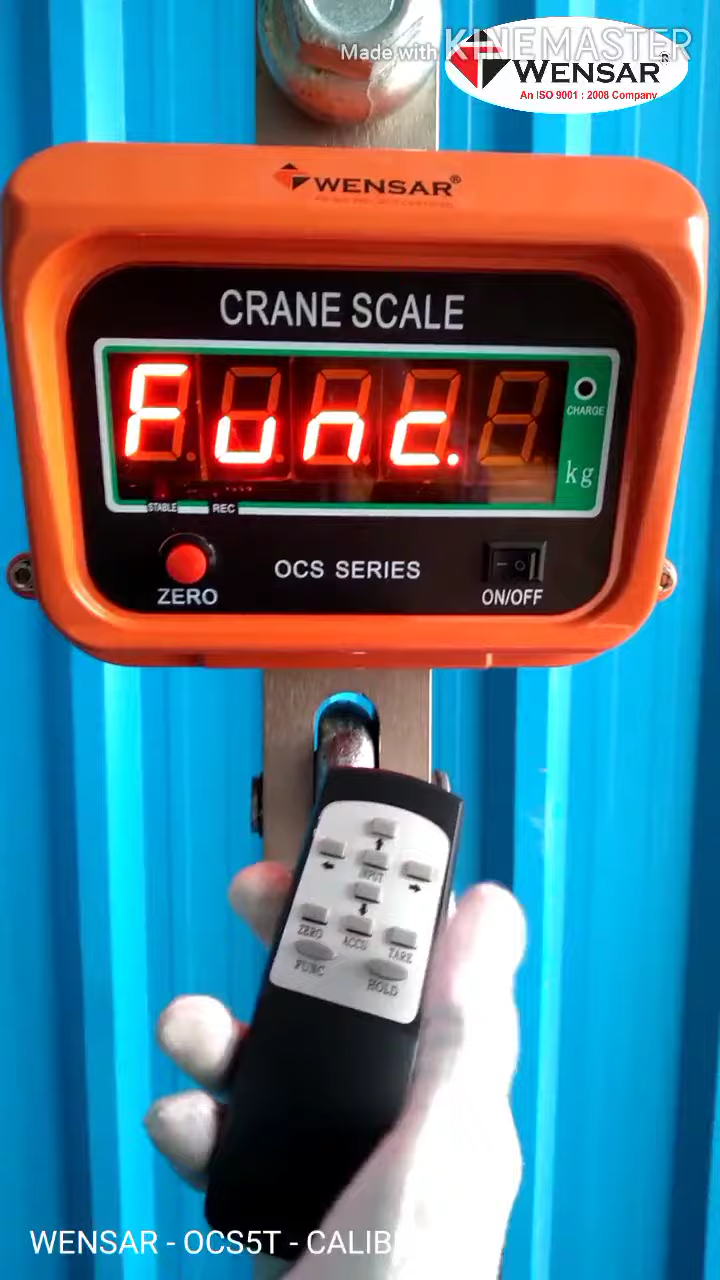 Made with KINEMASTER
WENSAR®
An ISO 9001 : 2008 Company
WENSAR®
CRANE SCALE
Func.
CHARGE
kg
STABLE
REC
ZERO
OCS SERIES
ON/OFF
INPUT
ZERO
ACCU
TARE
FUNC
HOLD
WENSAR - OCS5T - CALIB